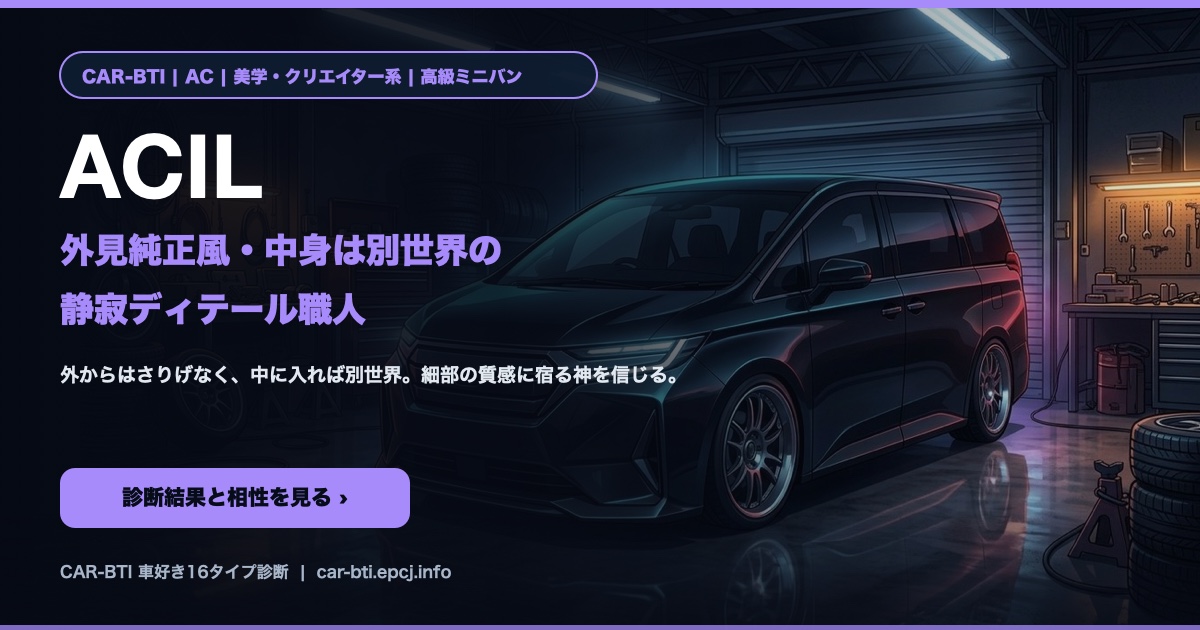 CAR-BTI | AC | 美学・クリエイター系 | 高級ミニバン
ACIL
外見純正風・中身は別世界の
静寂ディテール職人
外からはさりげなく、中に入れば別世界。細部の質感に宿る神を信じる。
診断結果と相性を見る ›
CAR-BTI 車好き16タイプ診断 | car-bti.epcj.info